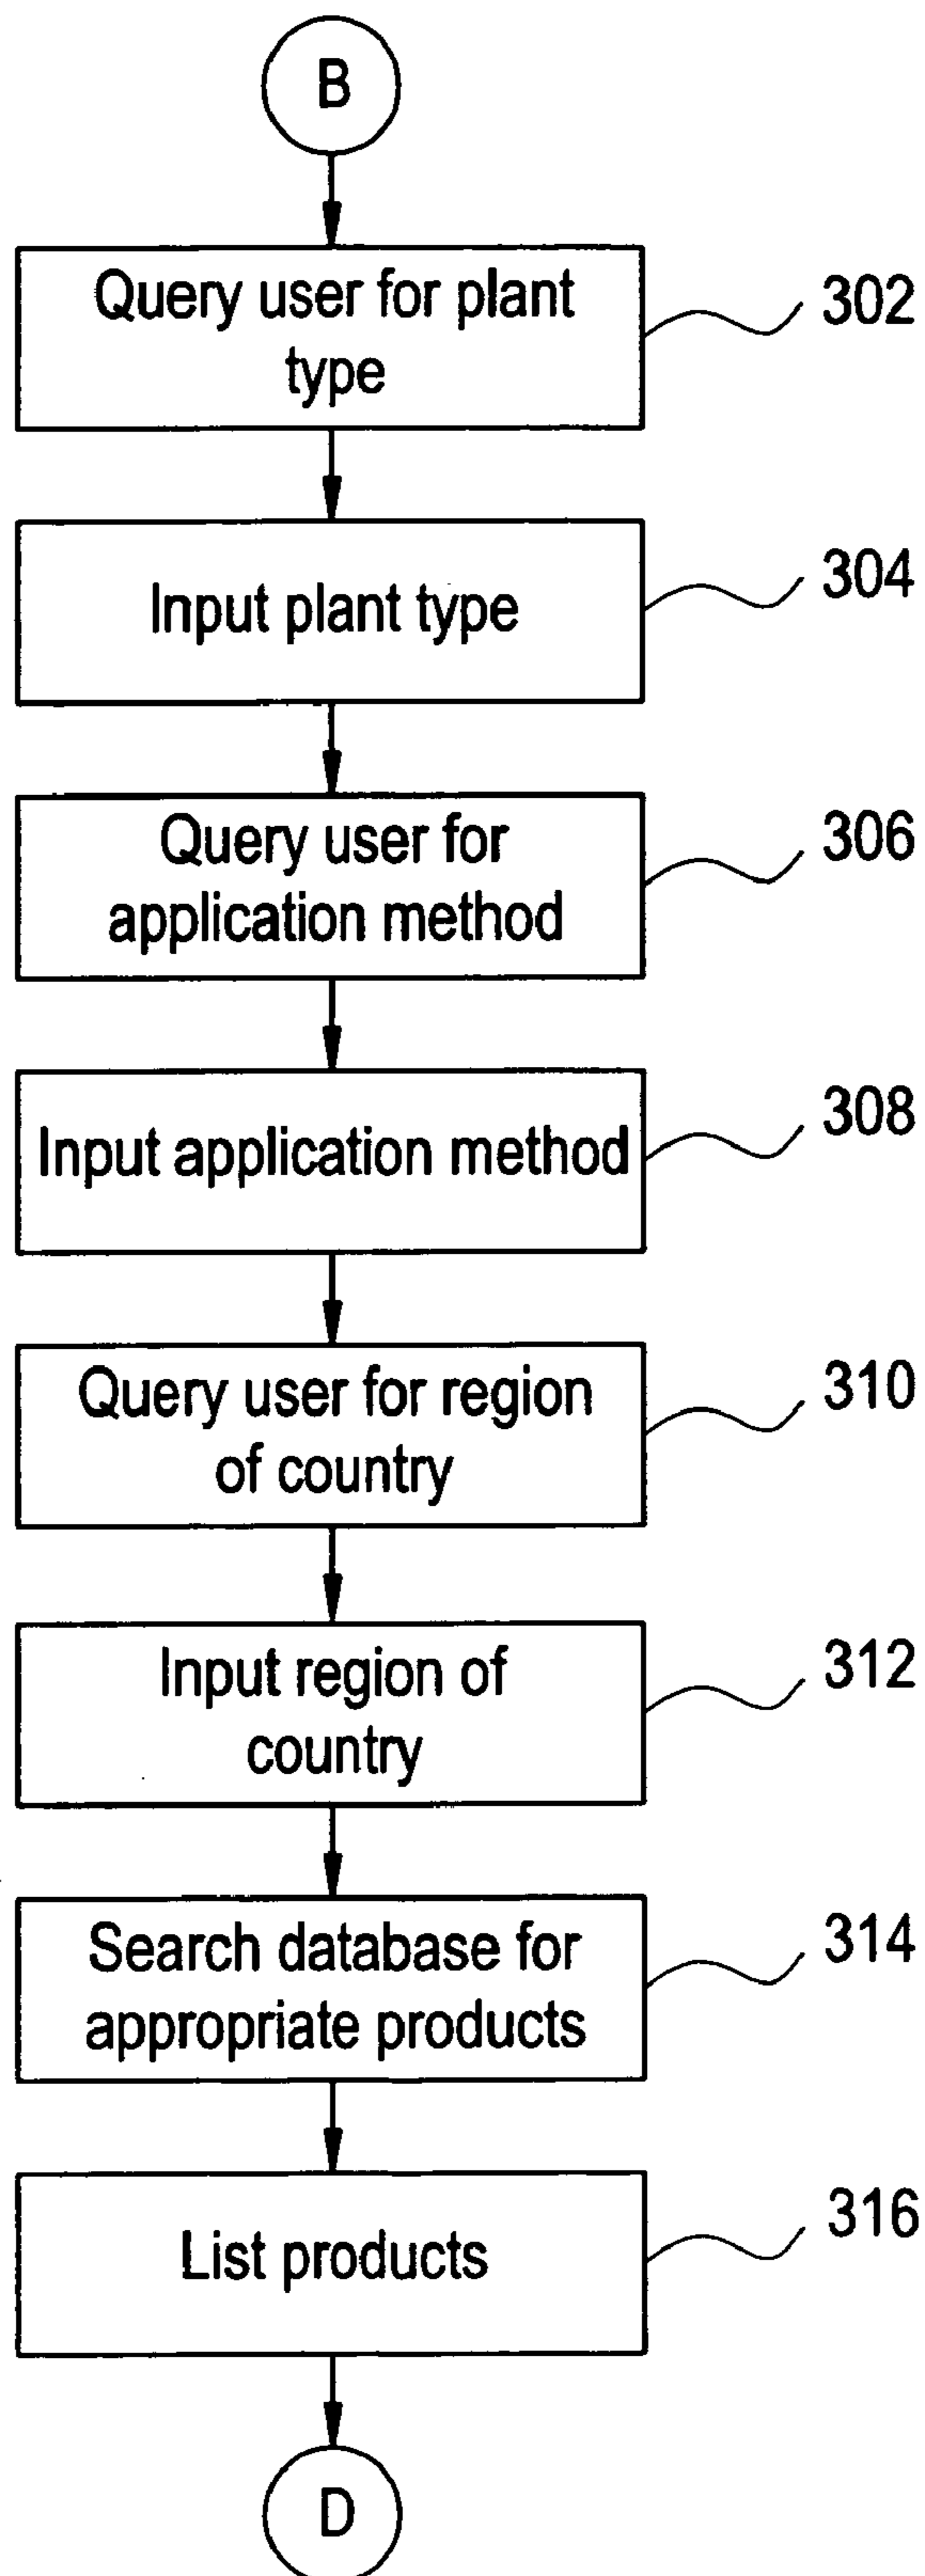 B
Query user for plant
type
302
Input plant type
304
Query user for
application method
306
Input application method
308
Query user for region
of country
310
Input region of
country
312
Search database for
appropriate products
314
List products
316
D